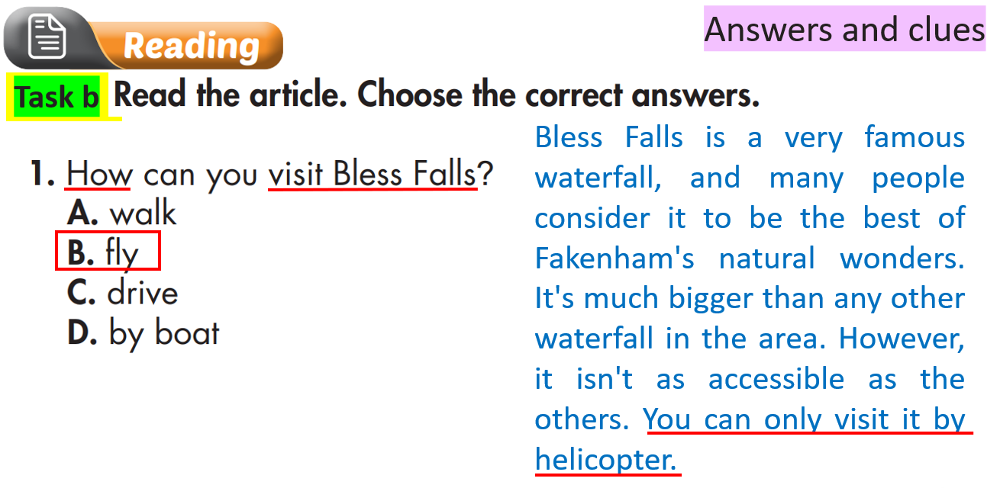 Reading
Answers and clues
Task b Read the article. Choose the correct answers.
1. How can you visit Bless Falls?
A. walk
B. fly
C. drive
D. by boat
Bless Falls is a very famous
waterfall, and many people
consider it to be the best of
Fakenham's natural wonders.
It's much bigger than any other
waterfall in the area. However,
it isn't as accessible as the
others. You can only visit it by
helicopter.